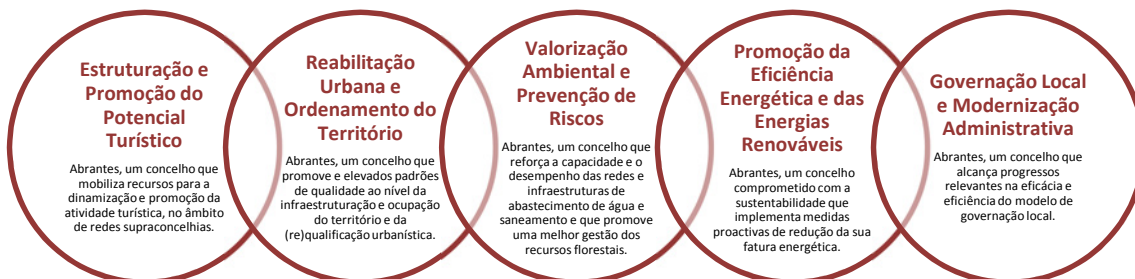 Estruturação e
Promoção do
Potencial
Turístico
Abrantes, um concelho que
mobiliza recursos para a
dinamização e promoção da
atividade turística, no âmbito
de redes supraconcelhias.
Reabilitação
Urbana e
Ordenamento do
Território
Abrantes, um concelho que
promove e elevados padrões
de qualidade ao nível da
infraestruturação e ocupação
do território e da
(re)qualificação urbanística.
Valorização
Ambiental e
Prevenção de
Riscos
Abrantes, um concelho que
reforça a capacidade e o
desempenho das redes e
infraestruturas de
abastecimento de água e
saneamento e que promove
uma melhor gestão dos
recursos florestais.
Promoção da
Eficiência
Energética e das
Energias
Renováveis
Abrantes, um concelho
comprometido com a
sustentabilidade que
implementa medidas
proactivas de redução da sua
fatura energética.
Governação Local
e Modernização
Administrativa
Abrantes, um concelho que
alcança progressos
relevantes na eficácia e
eficiência do modelo de
governação local.